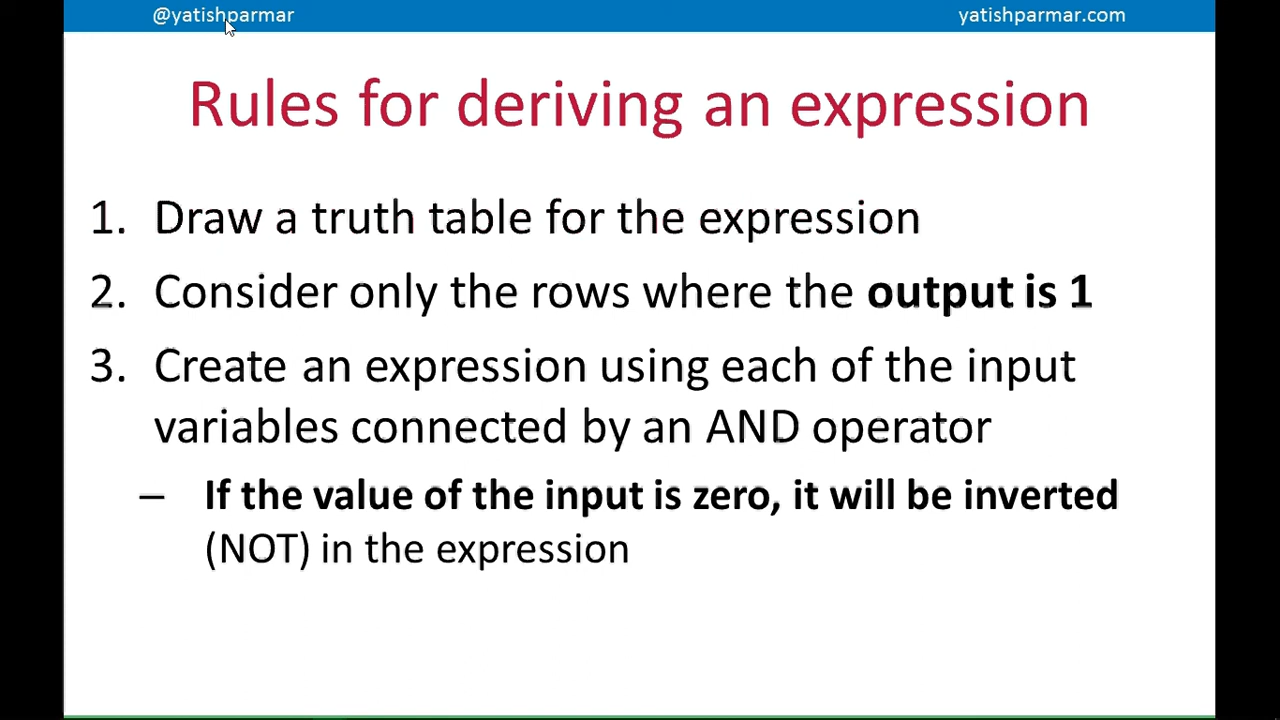 @yatishparmar yatishparmar.com
Rules for deriving an expression
1. Draw a truth table for the expression
2. Consider only the rows where the output is 1
3. Create an expression using each of the input
variables connected by an AND operator
– If the value of the input is zero, it will be inverted
(NOT) in the expression